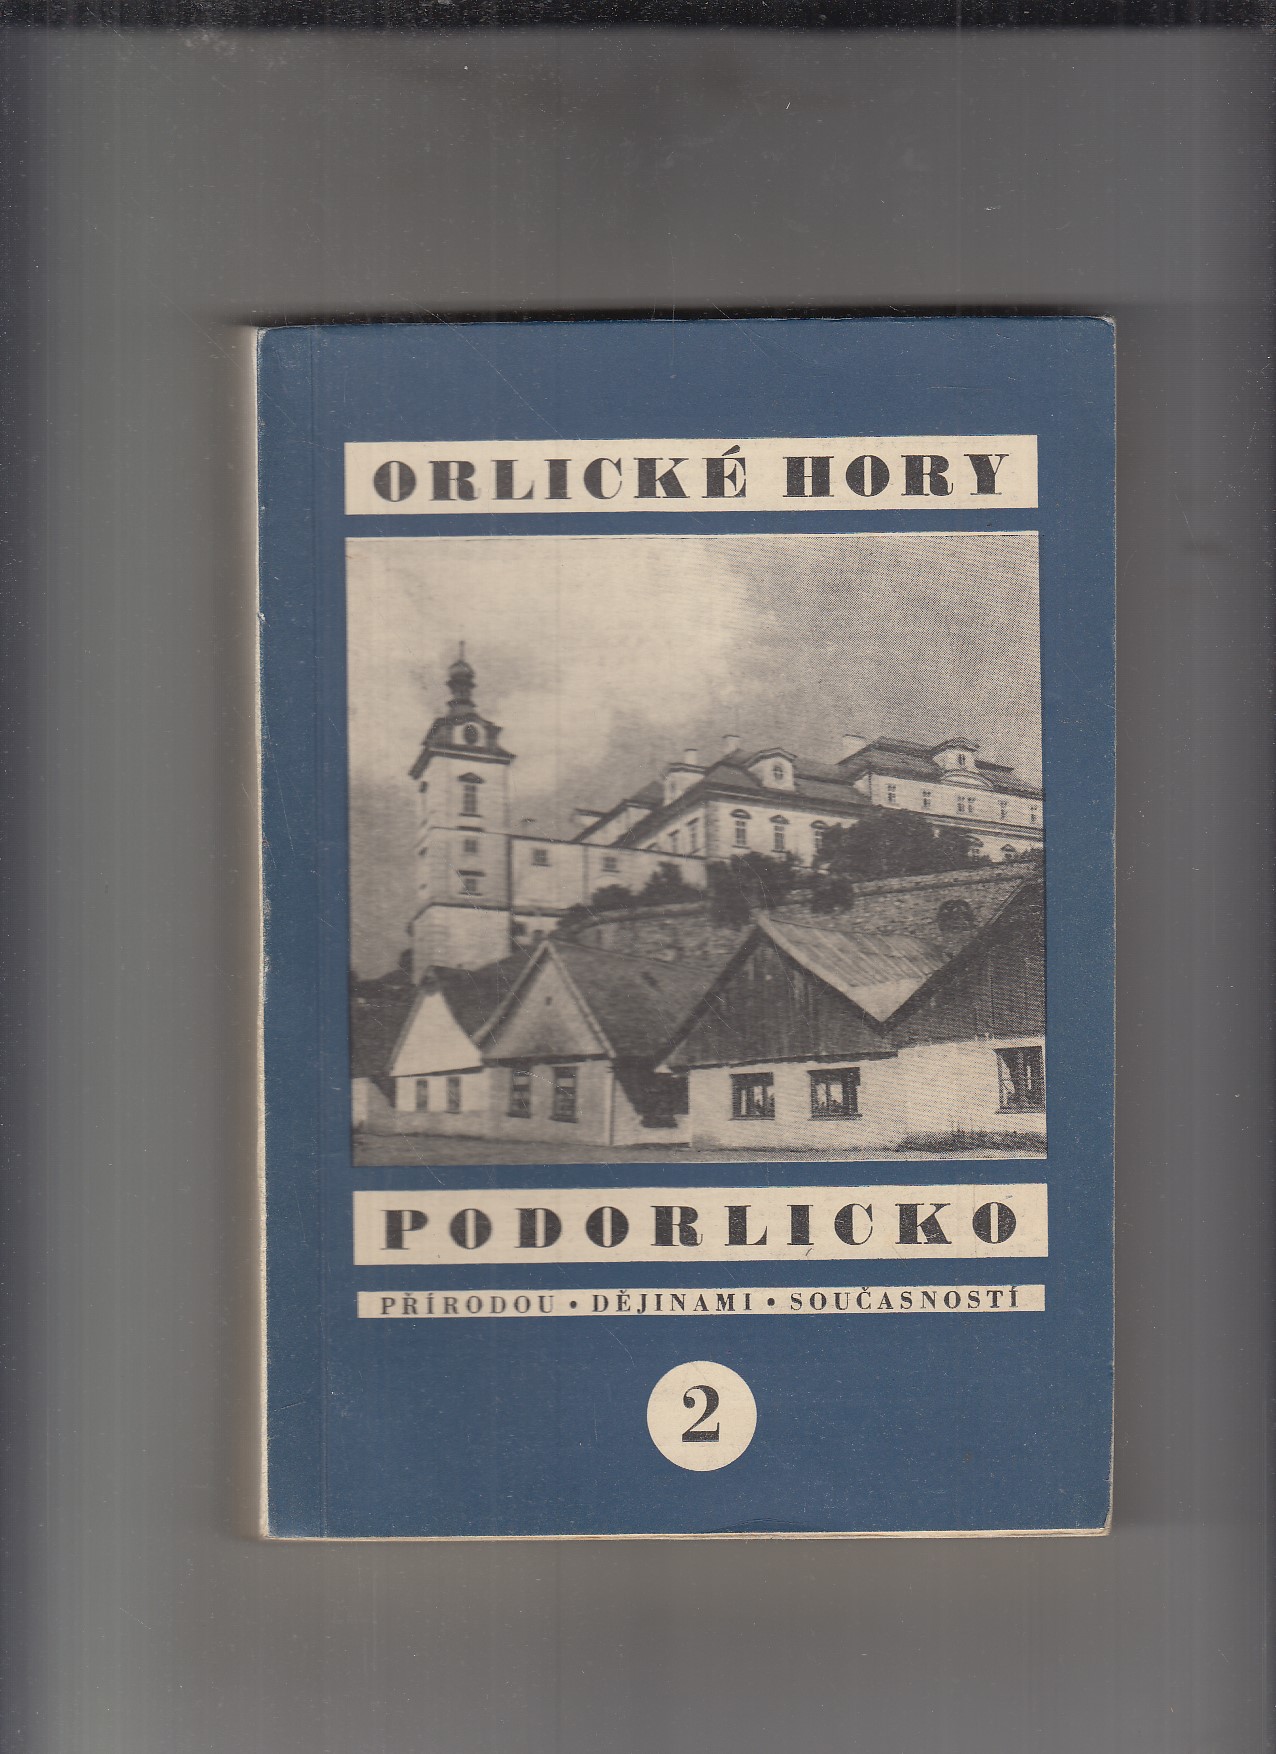 ORLICKÉ HORY
PODORLICKO
PŘÍRODOU • DĚJINAMI • SOUČASNOSTÍ
2